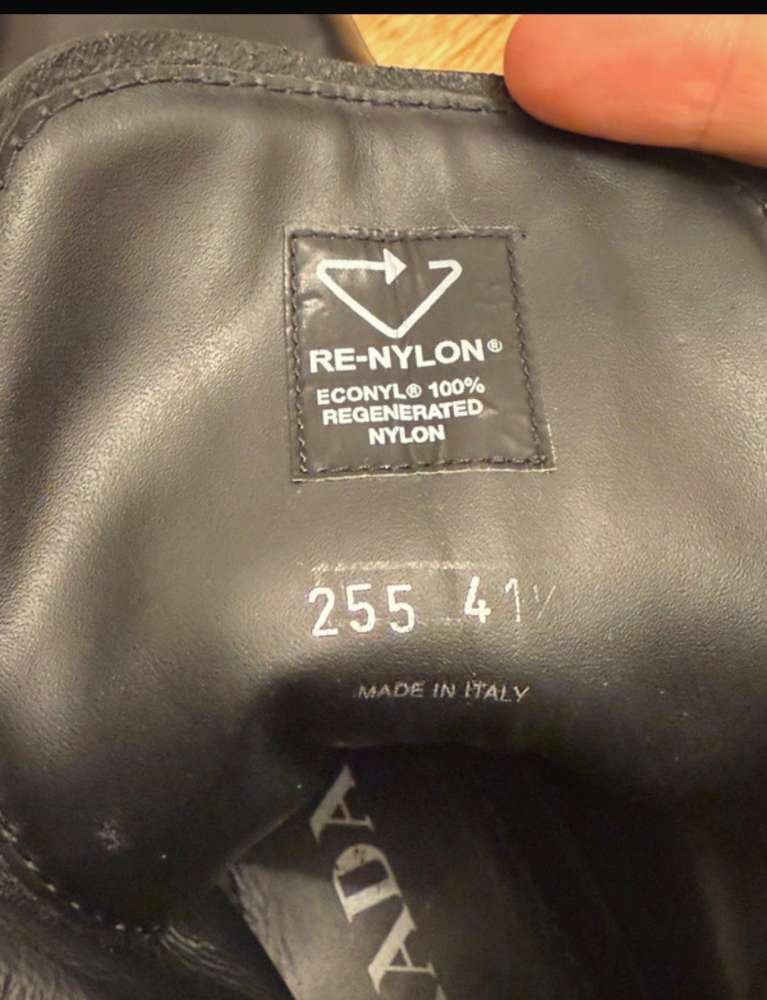 RE-NYLON®
ECONYL® 100%
REGENERATED
NYLON
255 41½
MADE IN ITALY
ADA